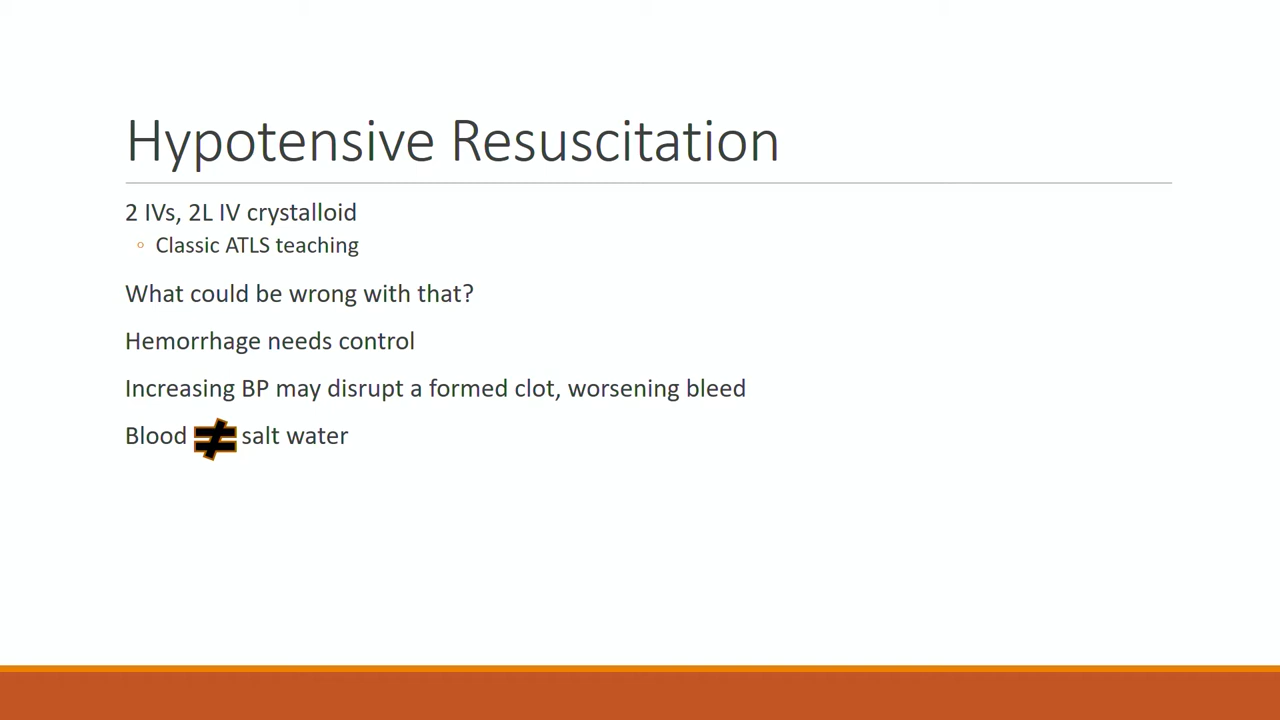 Hypotensive Resuscitation
2 IVs, 2L IV crystalloid
◦ Classic ATLS teaching
What could be wrong with that?
Hemorrhage needs control
Increasing BP may disrupt a formed clot, worsening bleed
Blood ≠ salt water